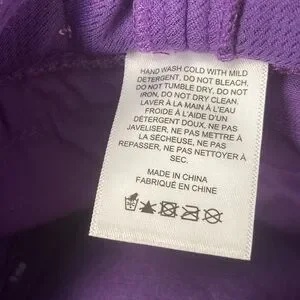 HAND WASH COLD WITH MILD
DETERGENT, DO NOT BLEACH.
DO NOT TUMBLE DRY. DO NOT
IRON, DO NOT DRY CLEAN.
LAVER À LA MAIN À L'EAU
FROIDE À L'AIDE D'UN
DÉTERGENT DOUX, NE PAS
JAVELISER, NE PAS METTRE À
LA SÉCHEUSE, NE PAS
REPASSER, NE PAS NETTOYER À
SEC.
MADE IN CHINA
FABRIQUÉ EN CHINE